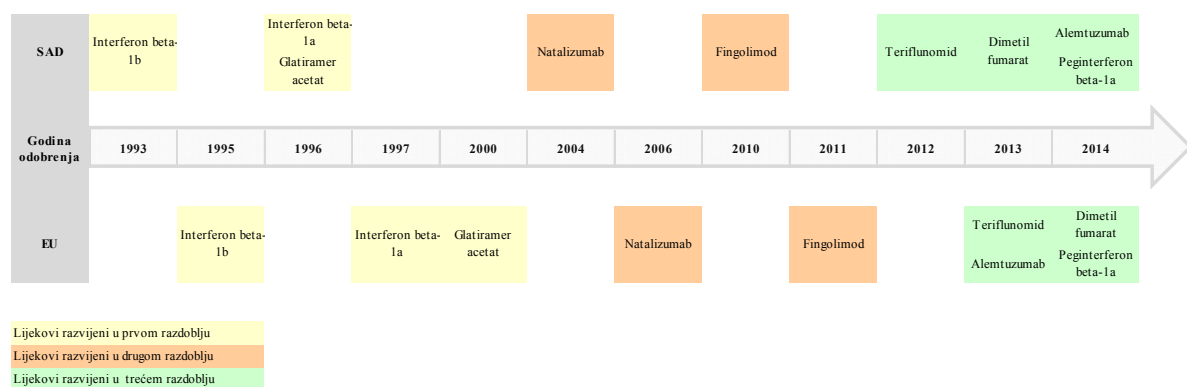 SAD
Interferon beta-
1b
Interferon beta-
1a
Glatiramer
acetat
Natalizumab
Fingolimod
Teriflunomid
Dimetil
fumarat
Alemtuzumab
Peginterferon
beta-1a
Godina
odobrenja
1993
1995
1996
1997
2000
2004
2006
2010
2011
2012
2013
2014
EU
Interferon beta-
1b
Interferon beta-
1a
Glatiramer
acetat
Natalizumab
Fingolimod
Teriflunomid
Alemtuzumab
Dimetil
fumarat
Peginterferon
beta-1a
Lijekovi razvijeni u prvom razdoblju
Lijekovi razvijeni u drugom razdoblju
Lijekovi razvijeni u trećem razdoblju